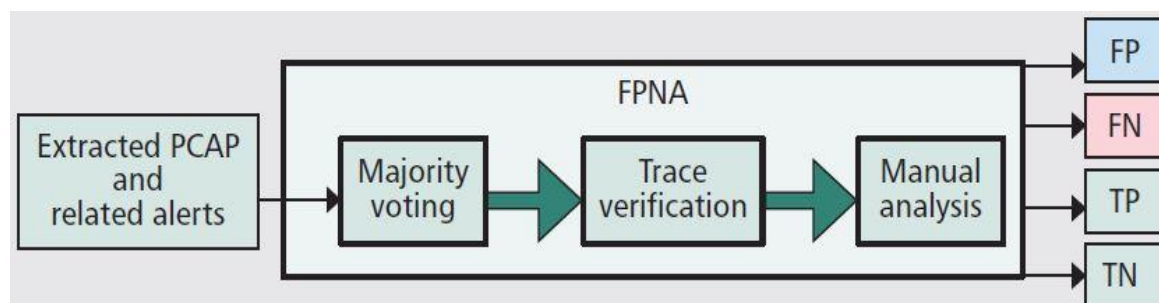 Extracted PCAP
and
related alerts
FPNA
Majority
voting
Trace
verification
Manual
analysis
FP
FN
TP
TN